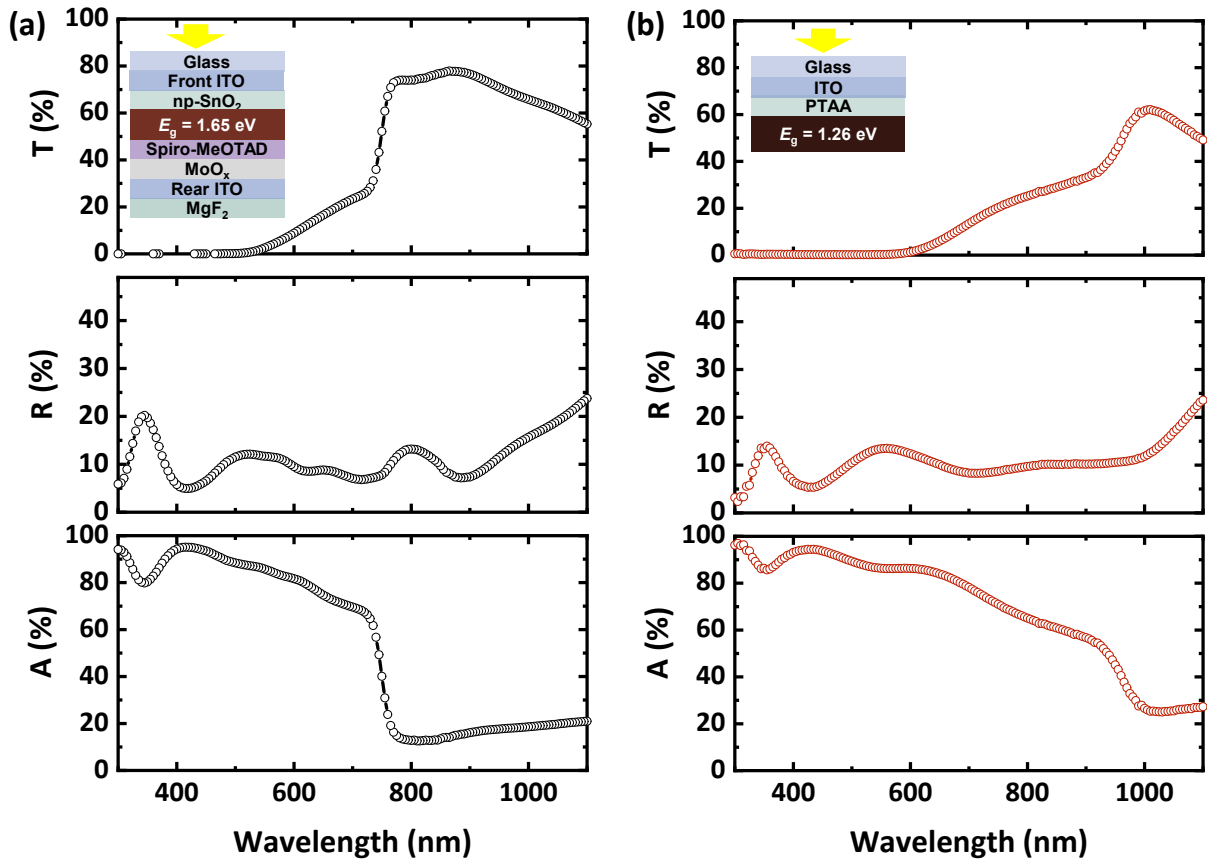 (a)
T (%)
100
80
60
40
20
0
Glass
Front ITO
np-SnO2
Eg = 1.65 eV
Spiro-MeOTAD
MoOx
Rear ITO
MgF2
R (%)
40
30
20
10
0
A (%)
100
80
60
40
20
0
400 600 800 1000
Wavelength (nm)
(b)
T (%)
100
80
60
40
20
0
Glass
ITO
PTAA
Eg = 1.26 eV
R (%)
40
30
20
10
0
A (%)
100
80
60
40
20
0
400 600 800 1000
Wavelength (nm)